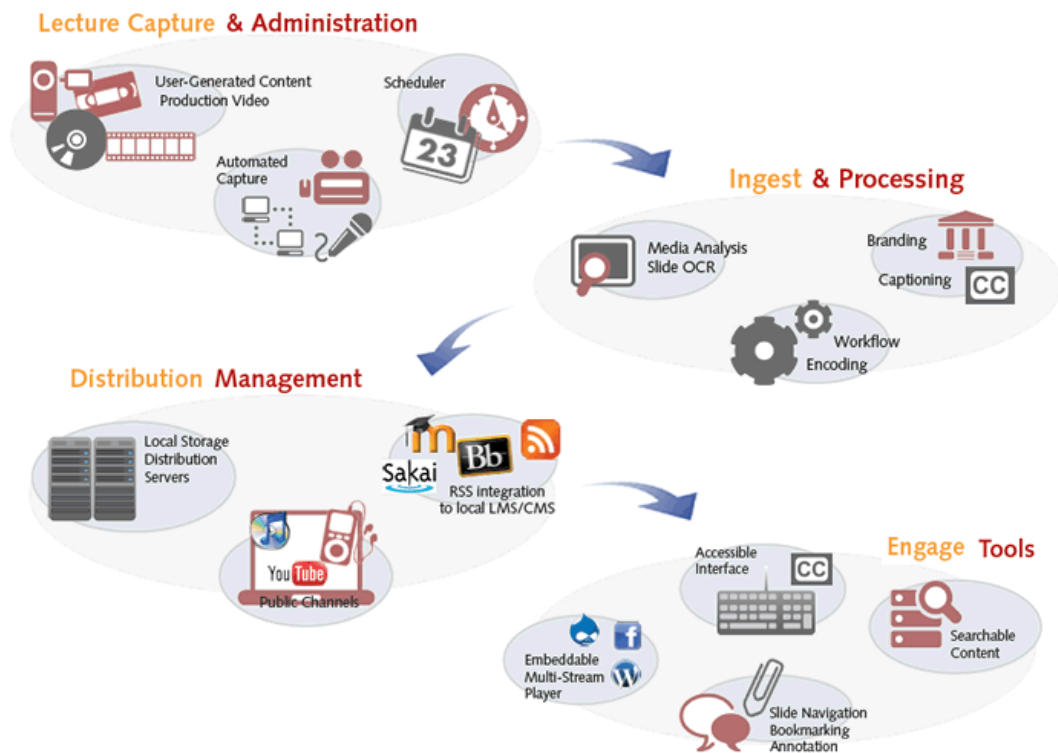 Lecture Capture & Administration
User-Generated Content
Production Video
Scheduler
23
Automated
Capture
Ingest & Processing
Media Analysis
Slide OCR
Branding
Captioning
CC
Workflow
Encoding
Distribution Management
Local Storage
Distribution
Servers
m
Sakai
Bb
RSS integration
to local LMS/CMS
YouTube
Public Channels
Engage Tools
Accessible
Interface
CC
Searchable
Content
f
W
Embeddable
Multi-Stream
Player
Slide Navigation
Bookmarking
Annotation